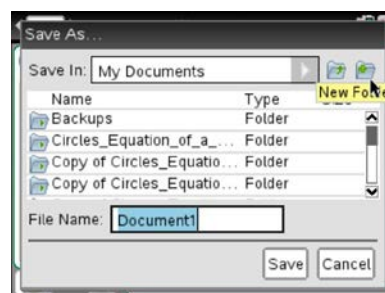 Save As...
Save In: My Documents
New Folde
Name Type
Backups Folder
Circles_Equation_of_a_... Folder
Copy of Circles_Equatio... Folder
Copy of Circles_Equatio... Folder
File Name: Document1
Save Cancel